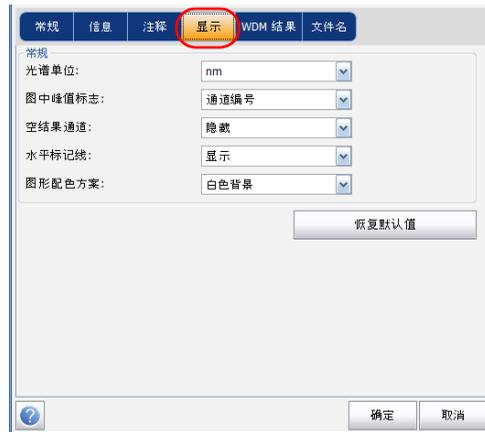 常规 信息 注释 显示 WDM 结果 文件名
常规
光谱单位: nm
图中峰值标志: 通道编号
空结果通道: 隐藏
水平标记线: 显示
图形配色方案: 白色背景
恢复默认值
? 确定 取消